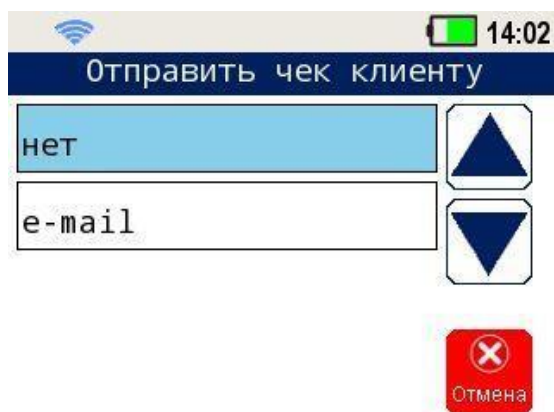 14:02
Отправить чек клиенту
нет
e-mail
Отмена